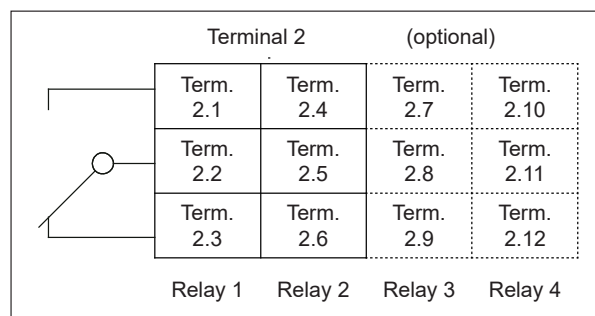 Terminal 2 (optional)
Term. Term. Term. Term.
2.1 2.4 2.7 2.10
Term. Term. Term. Term.
2.2 2.5 2.8 2.11
Term. Term. Term. Term.
2.3 2.6 2.9 2.12
Relay 1 Relay 2 Relay 3 Relay 4